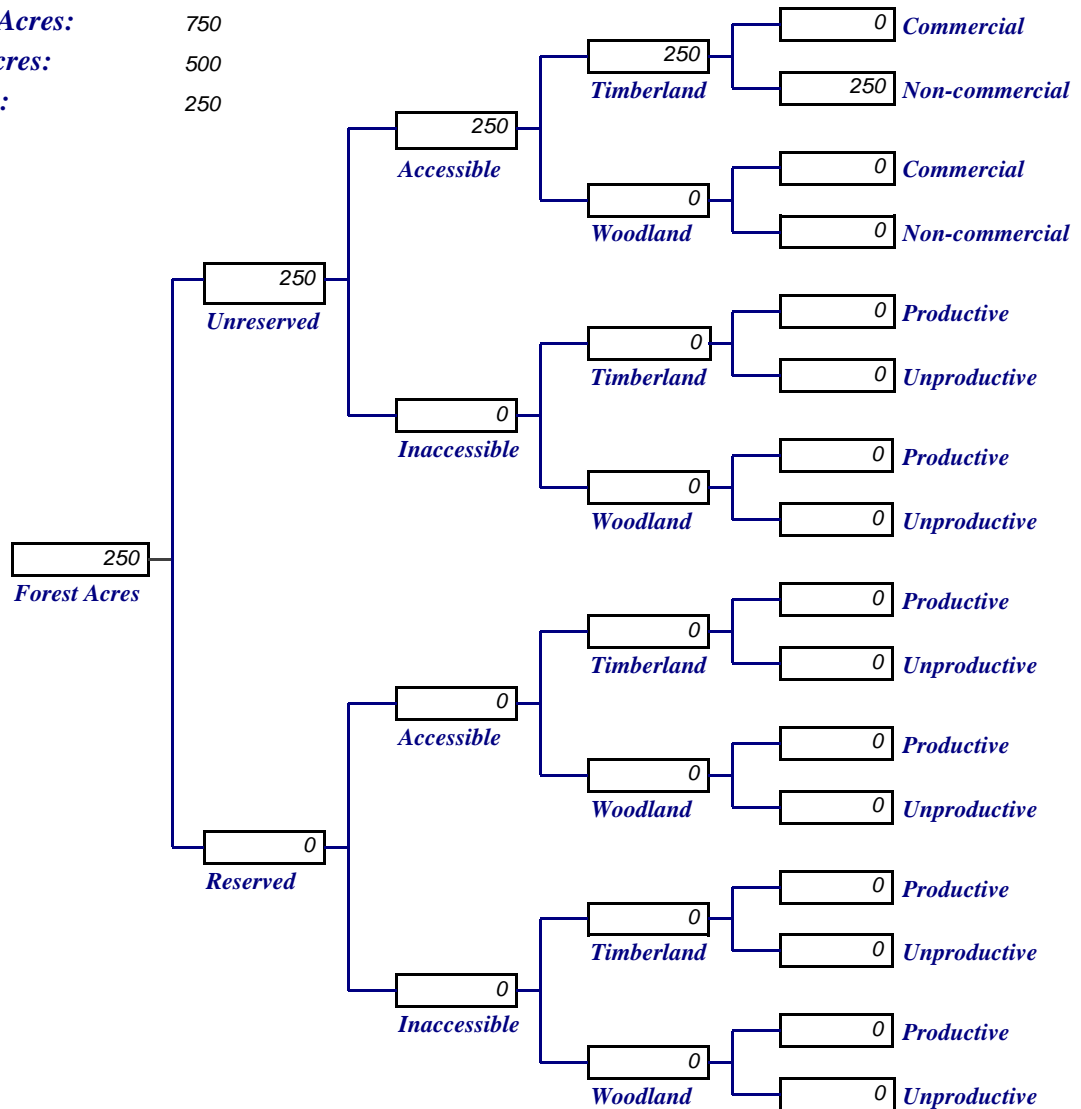 Acres: 750
500
: 250
0 Commercial
250
Timberland
250 Non-commercial
250
Accessible
0 Commercial
0
Woodland
0 Non-commercial
250
Unreserved
0 Productive
0
Timberland
0 Unproductive
0
Inaccessible
0 Productive
0
Woodland
0 Unproductive
250
Forest Acres
0 Productive
0
Timberland
0 Unproductive
0
Accessible
0 Productive
0
Woodland
0 Unproductive
0
Reserved
0 Productive
0
Timberland
0 Unproductive
0
Inaccessible
0 Productive
0
Woodland
0 Unproductive